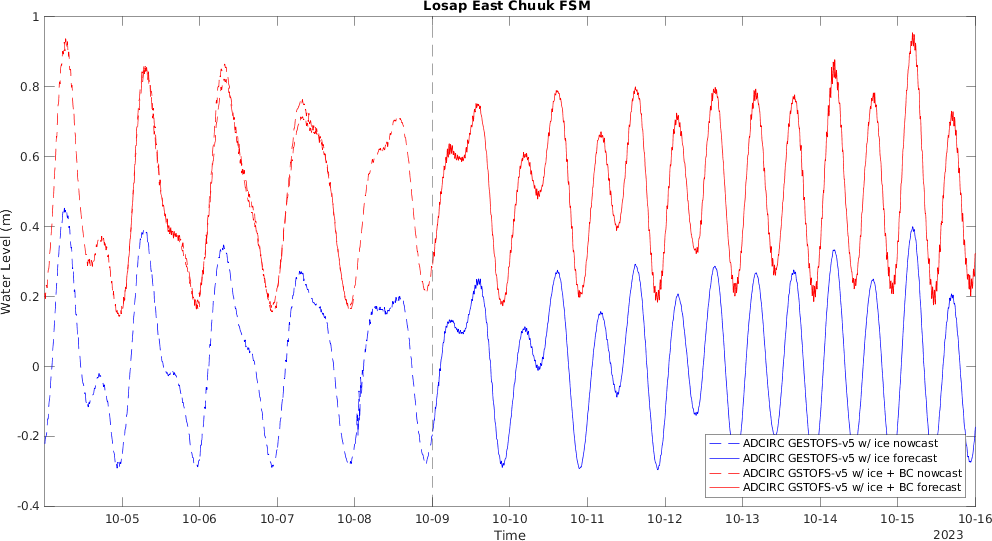 Losap East Chuuk FSM
1
0.8
0.6
0.4
0.2
0
-0.2
-0.4
Water Level (m)
ADCIRC GESTOFS-v5 w/ ice nowcast
ADCIRC GESTOFS-v5 w/ ice forecast
ADCIRC GSTOFS-v5 w/ ice + BC nowcast
ADCIRC GSTOFS-v5 w/ ice + BC forecast
10-05 10-06 10-07 10-08 10-09 10-10 10-11 10-12 10-13 10-14 10-15 10-16
Time
2023